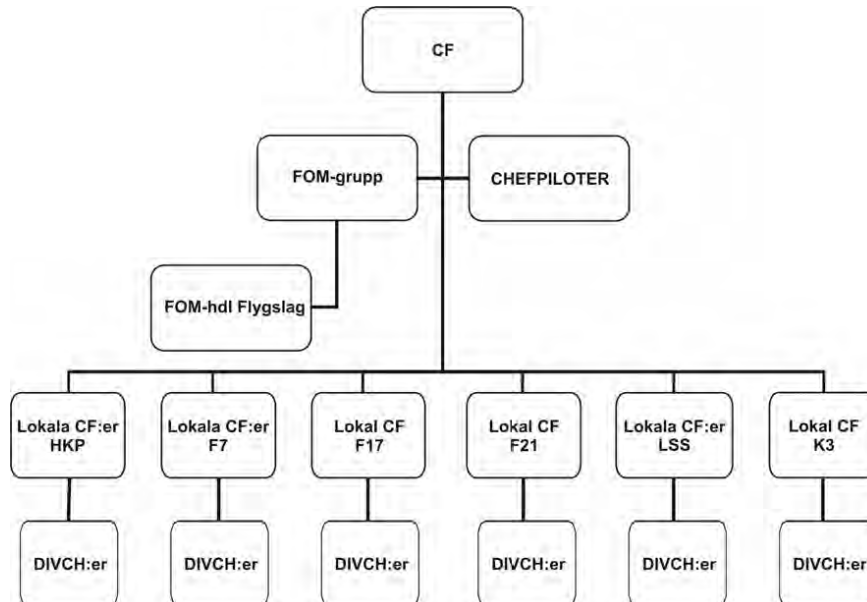 CF
FOM-grupp
CHEFPILOTER
FOM-hdl Flygslag
Lokala CF:er
HKP
Lokala CF:er
F7
Lokal CF
F17
Lokal CF
F21
Lokala CF:er
LSS
Lokal CF
K3
DIVCH:er
DIVCH:er
DIVCH:er
DIVCH:er
DIVCH:er
DIVCH:er